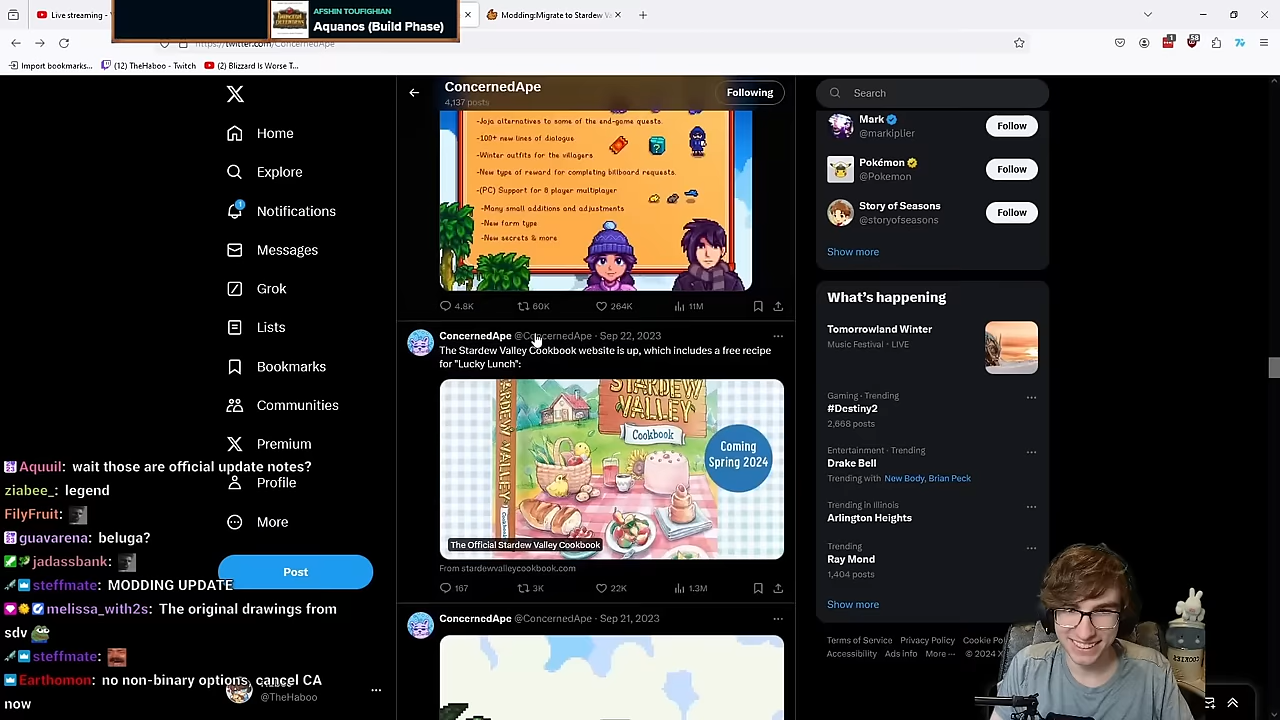 Live streaming -
AFSHIN TOUFIGHIAN
Aquanos (Build Phase)
Modding:Migrate to Stardew Va
https://twitter.com/ConcernedApe
Import bookmarks...
(12) TheHaboo - Twitch
(2) Blizzard Is Worse T...
Home
Explore
1
Notifications
Messages
Grok
Lists
Bookmarks
Communities
Premium
Profile
More
Post
@TheHaboo
ConcernedApe
4,137 posts
Following
-Joja alternatives to some of the end-game quests.
-100+ new lines of dialogue
-Winter outfits for the villagers
-New type of reward for completing billboard requests.
-(PC) Support for 8 player multiplayer
-Many small additions and adjustments
-New farm type
-New secrets & more
4.8K
60K
264K
11M
ConcernedApe @ConcernedApe · Sep 22, 2023
The Stardew Valley Cookbook website is up, which includes a free recipe
for "Lucky Lunch":
STARDEW
VALLEY
Cookbook
Coming
Spring 2024
The Official Stardew Valley Cookbook
From stardewvalleycookbook.com
167
3K
22K
1.3M
ConcernedApe @ConcernedApe · Sep 21, 2023
Search
Mark
@markiplier
Follow
Pokémon
@Pokemon
Follow
Story of Seasons
@storyofseasons
Follow
Show more
What's happening
Tomorrowland Winter
Music Festival · LIVE
Gaming · Trending
#Destiny2
2,668 posts
Entertainment · Trending
Drake Bell
Trending with New Body, Brian Peck
Trending in Illinois
Arlington Heights
Trending
Ray Mond
1,404 posts
Show more
Terms of Service Privacy Policy Cookie
Accessibility Ads info More ··· © 2024 X
Aquuil: wait those are official update notes?
ziabee_: legend
FilyFruit:
guavarena: beluga?
jadassbank:
steffmate: MODDING UPDATE
melissa_with2s: The original drawings from
sdv
steffmate:
Earthomon: no non-binary options, cancel CA
now